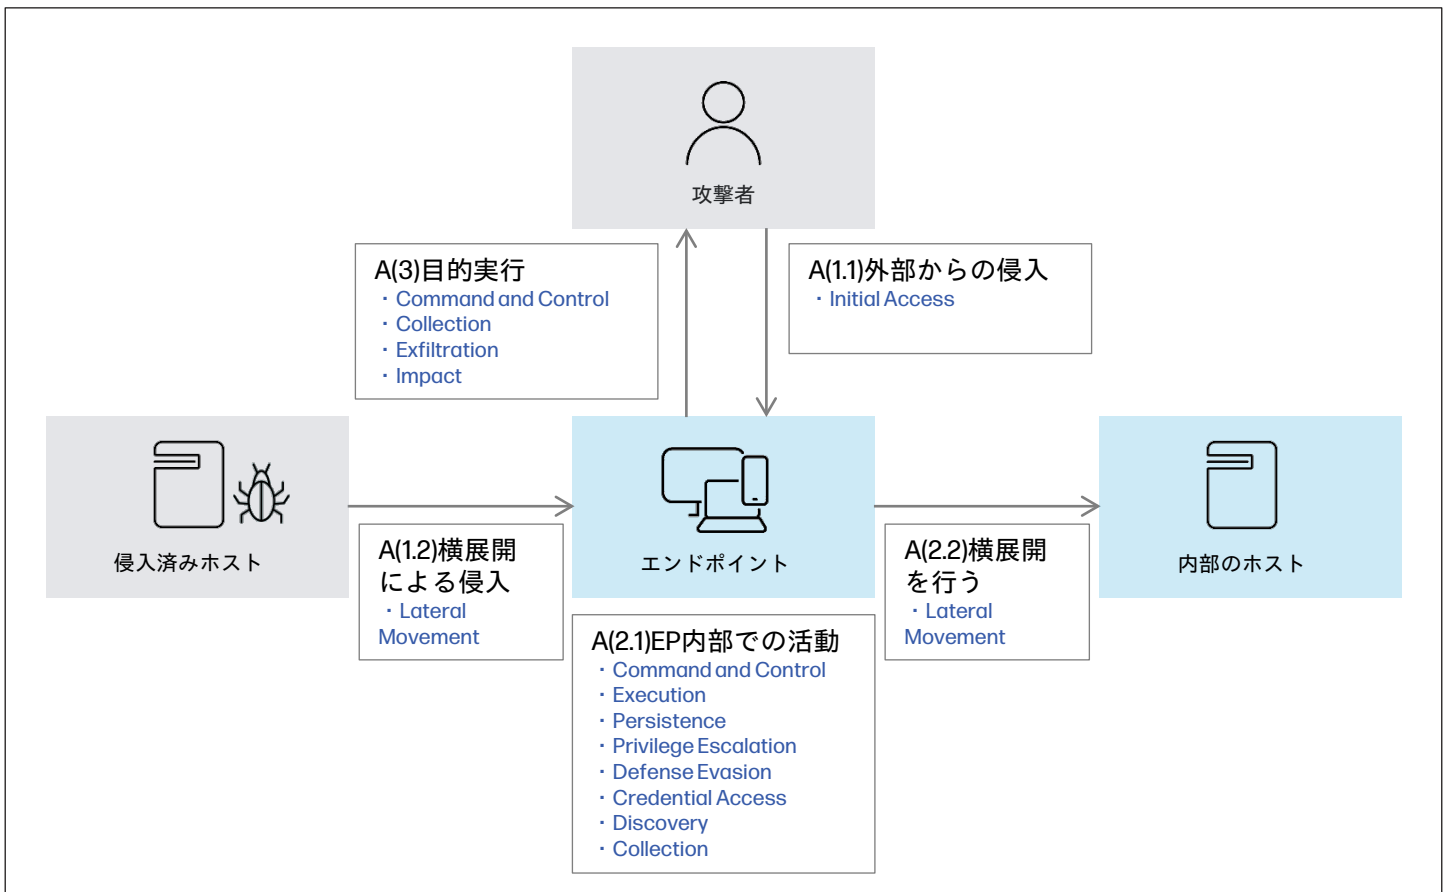 攻撃者
A(3)目的実行
・Command and Control
・Collection
・Exfiltration
・Impact
A(1.1)外部からの侵入
・Initial Access
侵入済みホスト
A(1.2)横展開
による侵入
・Lateral
Movement
エンドポイント
A(2.2)横展開
を行う
・Lateral
Movement
内部のホスト
A(2.1)EP内部での活動
・Command and Control
・Execution
・Persistence
・Privilege Escalation
・Defense Evasion
・Credential Access
・Discovery
・Collection